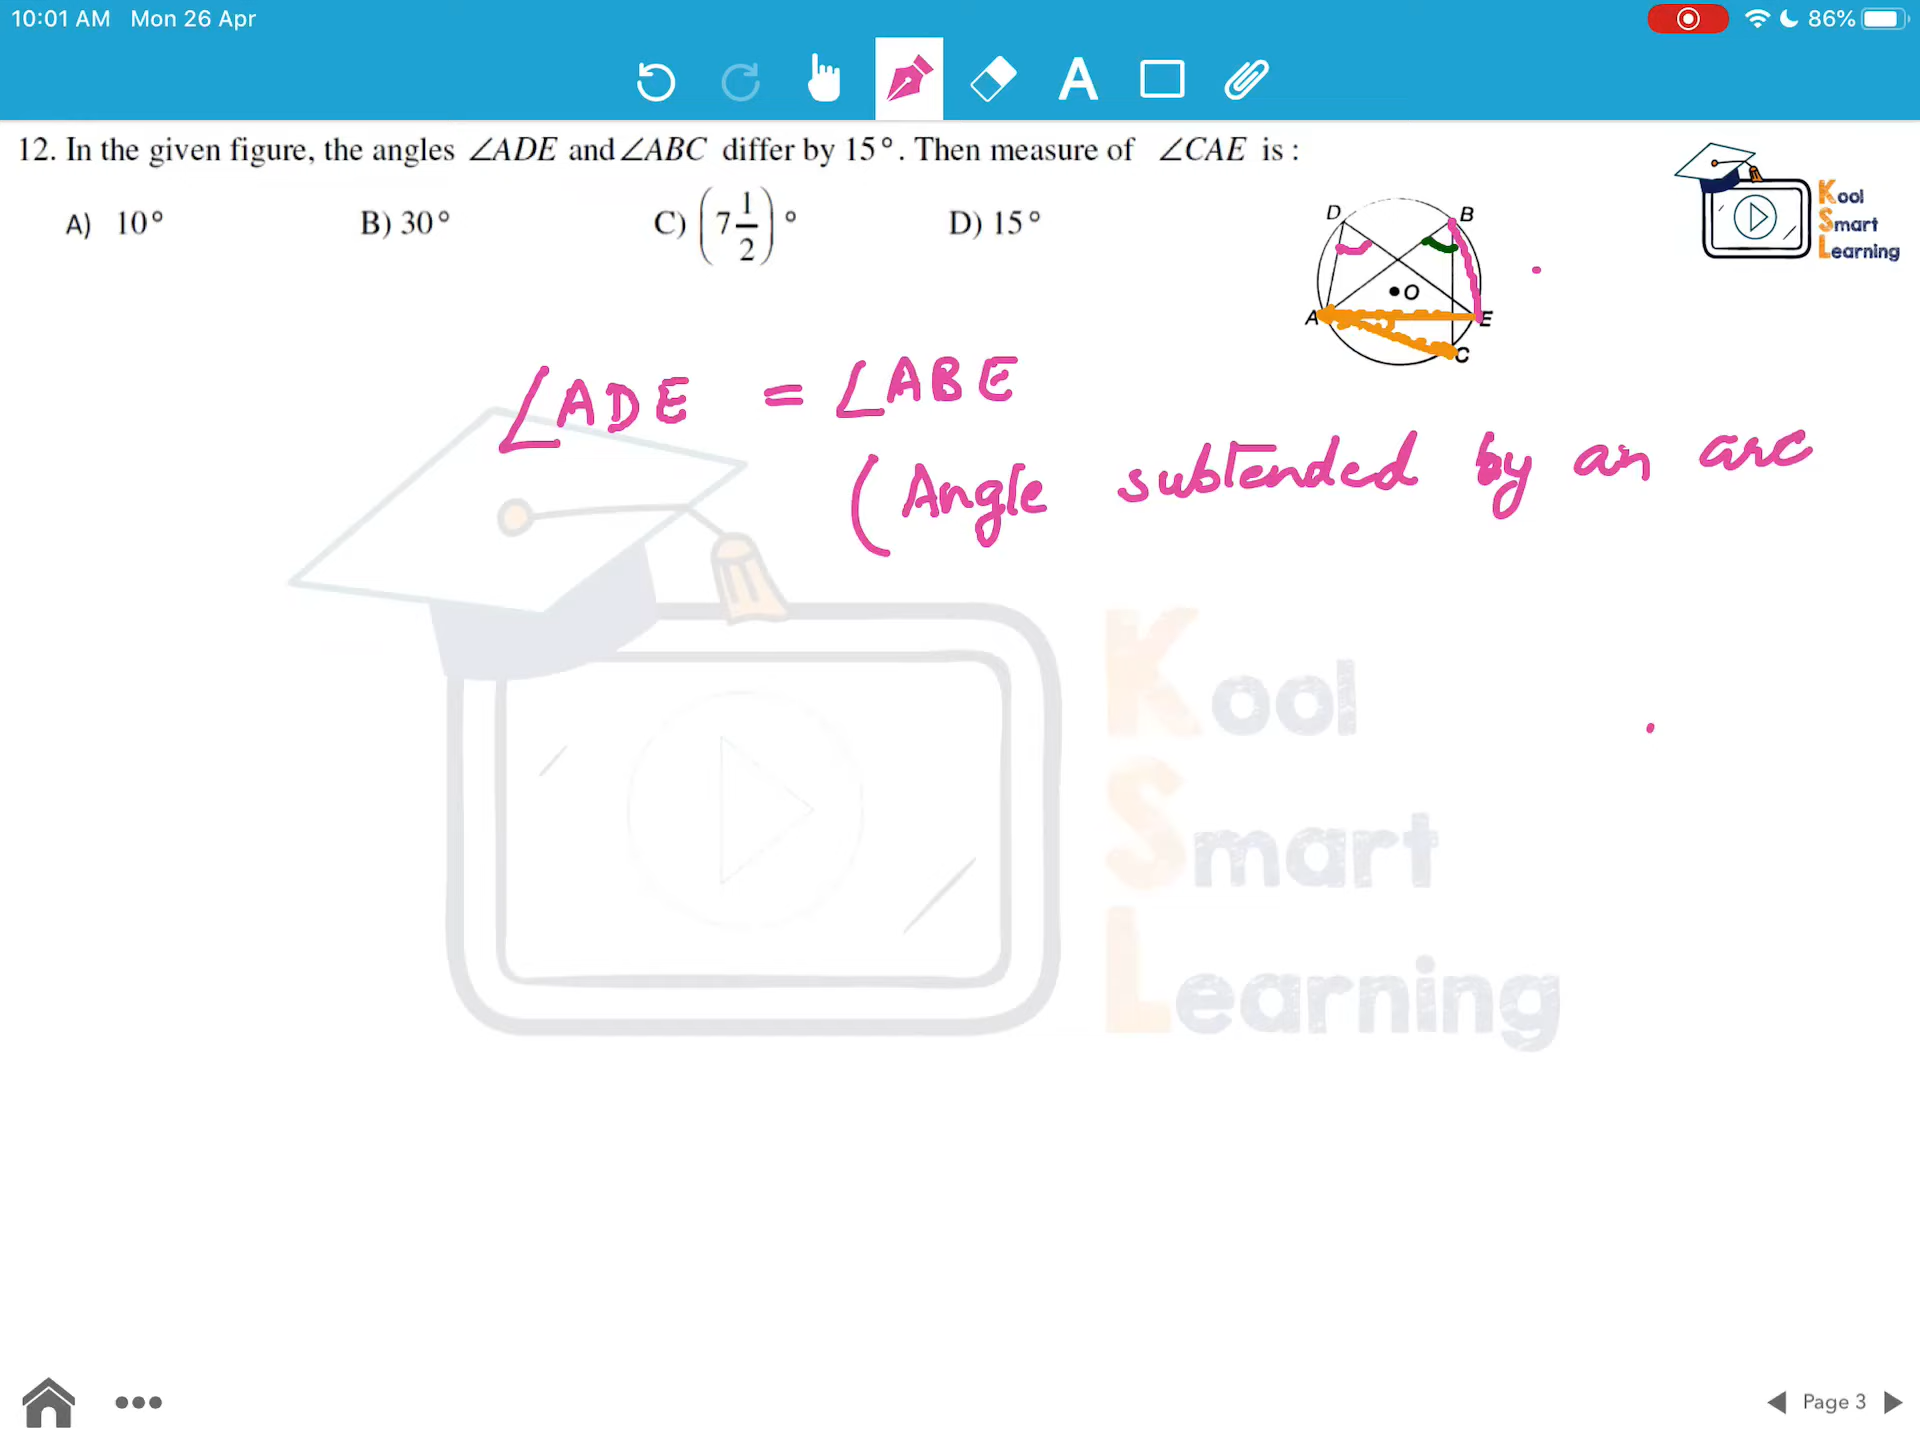 10:01 AM Mon 26 Apr
86%
A
12. In the given figure, the angles ∠ADE and ∠ABC differ by 15°. Then measure of ∠CAE is :
A) 10° B) 30° C) (7 1/2)° D) 15°
Kool
Smart
Learning
D B
O
A E
C
∠ADE = ∠ABE
(Angle subtended by an arc
Kool
Smart
Learning
Page 3